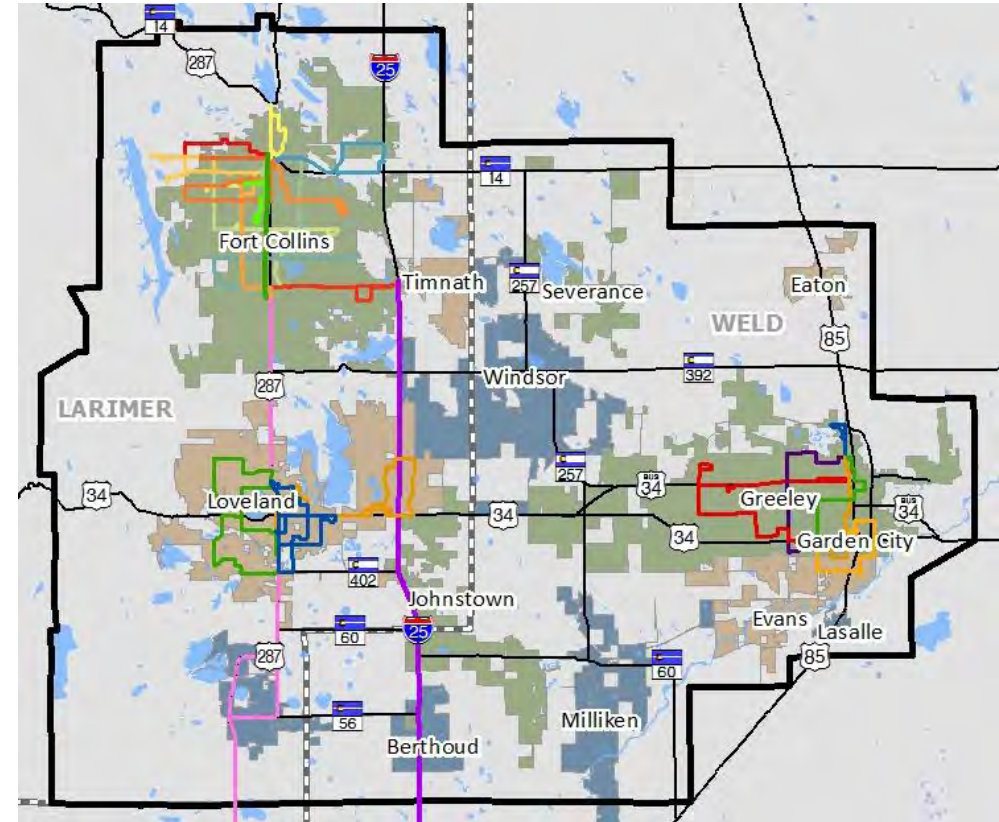 14
287
25
14
Fort Collins
Timnath
257
Severance
Eaton
WELD
85
287
Windsor
392
LARIMER
257
BUS
34
34
Loveland
Greeley
BUS
34
34
34
Garden City
402
Johnstown
60
25
Evans
Lasalle
287
60
85
56
Milliken
Berthoud